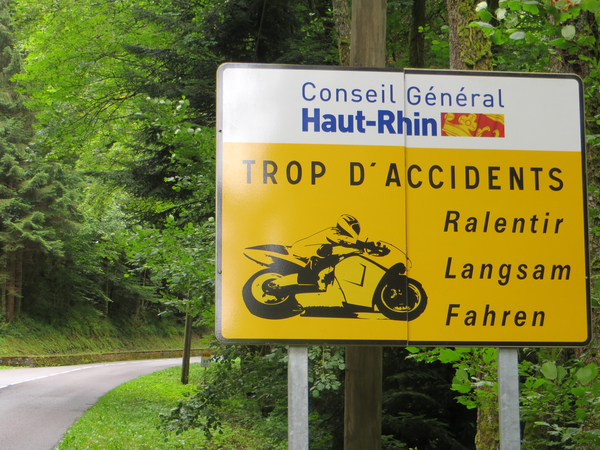 Conseil Général
Haut-Rhin
TROP D'ACCIDENTS
Ralentir
Langsam
Fahren